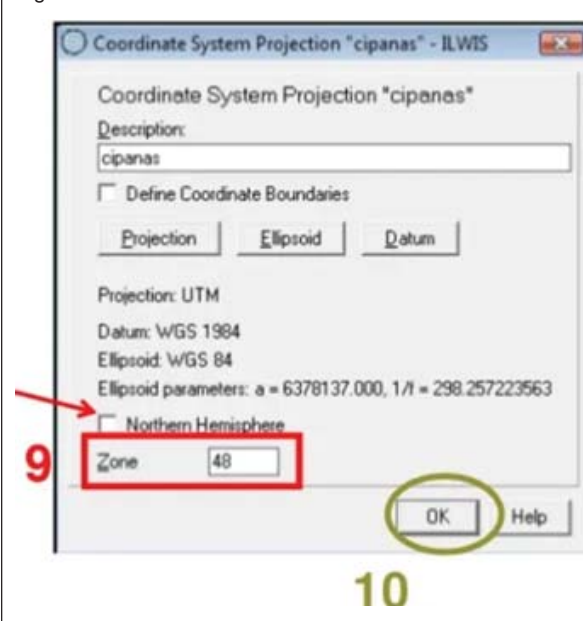 Coordinate System Projection "cipanas" - ILWIS
Coordinate System Projection "cipanas"
Description:
cipanas
Define Coordinate Boundaries
Projection Ellipsoid Datum
Projection: UTM
Datum: WGS 1984
Ellipsoid: WGS 84
Ellipsoid parameters: a = 6378137.000, 1/f = 298.257223563
Northern Hemisphere
9 Zone 48
OK Help
10